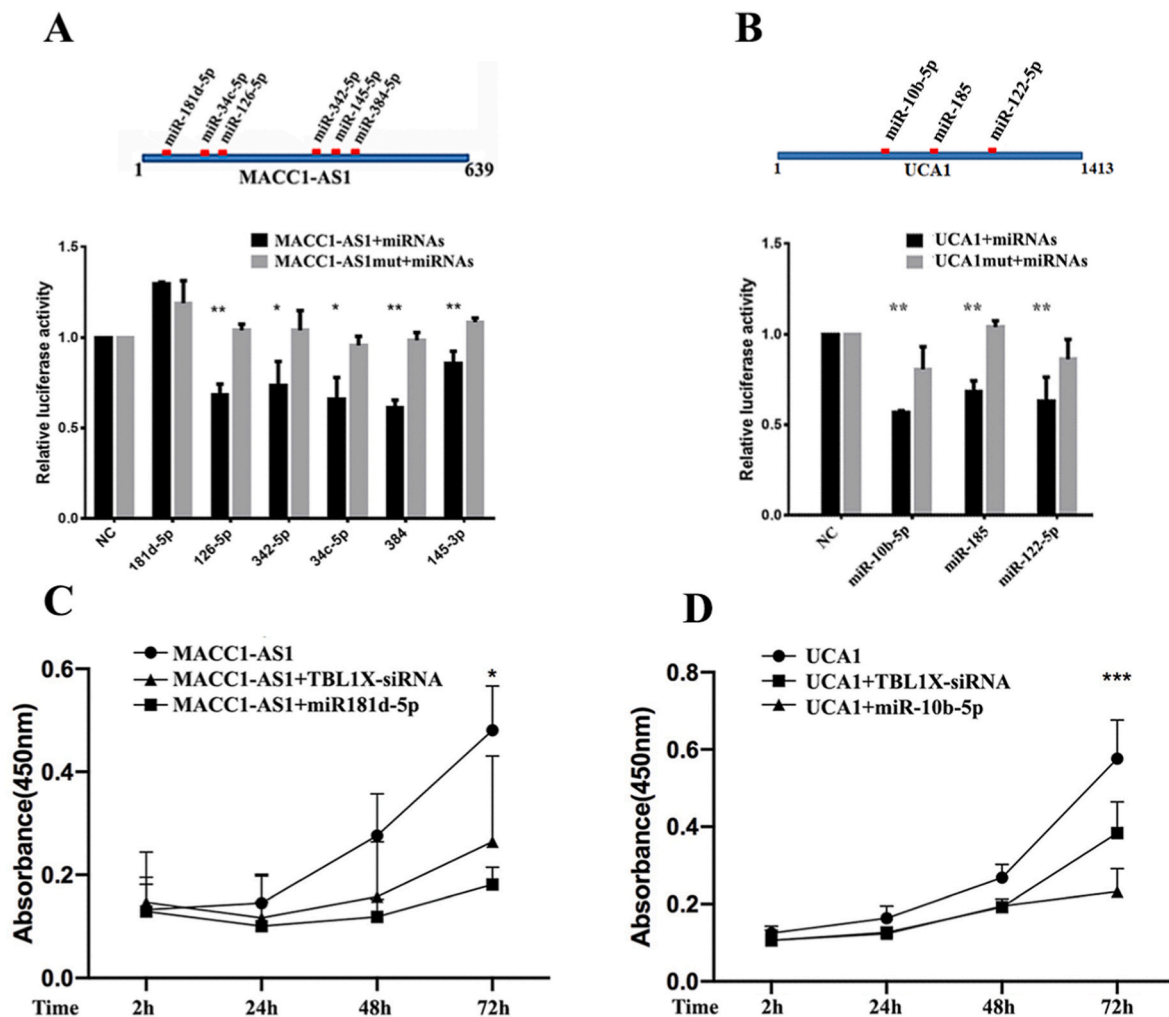 A
miR-181d-5p
miR-34c-5p
miR-126-5p
miR-342-5p
miR-145-5p
miR-384-5p
1
MACC1-AS1
639
MACC1-AS1+miRNAs
MACC1-AS1mut+miRNAs
Relative luciferase activity
1.5
1.0
0.5
0.0
** * * ** **
NC
181d-5p
126-5p
342-5p
34c-5p
384
145-3p
B
miR-10b-5p
miR-185
miR-122-5p
1
UCA1
1413
UCA1+miRNAs
UCA1mut+miRNAs
Relative luciferase activity
1.5
1.0
0.5
0.0
** ** **
NC
miR-10b-5p
miR-185
miR-122-5p
C
MACC1-AS1
MACC1-AS1+TBL1X-siRNA
MACC1-AS1+miR181d-5p
*
Absorbance(450nm)
0.6
0.4
0.2
0.0
Time 2h 24h 48h 72h
D
UCA1
UCA1+TBL1X-siRNA
UCA1+miR-10b-5p
***
Absorbance(450nm)
0.8
0.6
0.4
0.2
0.0
Time 2h 24h 48h 72h